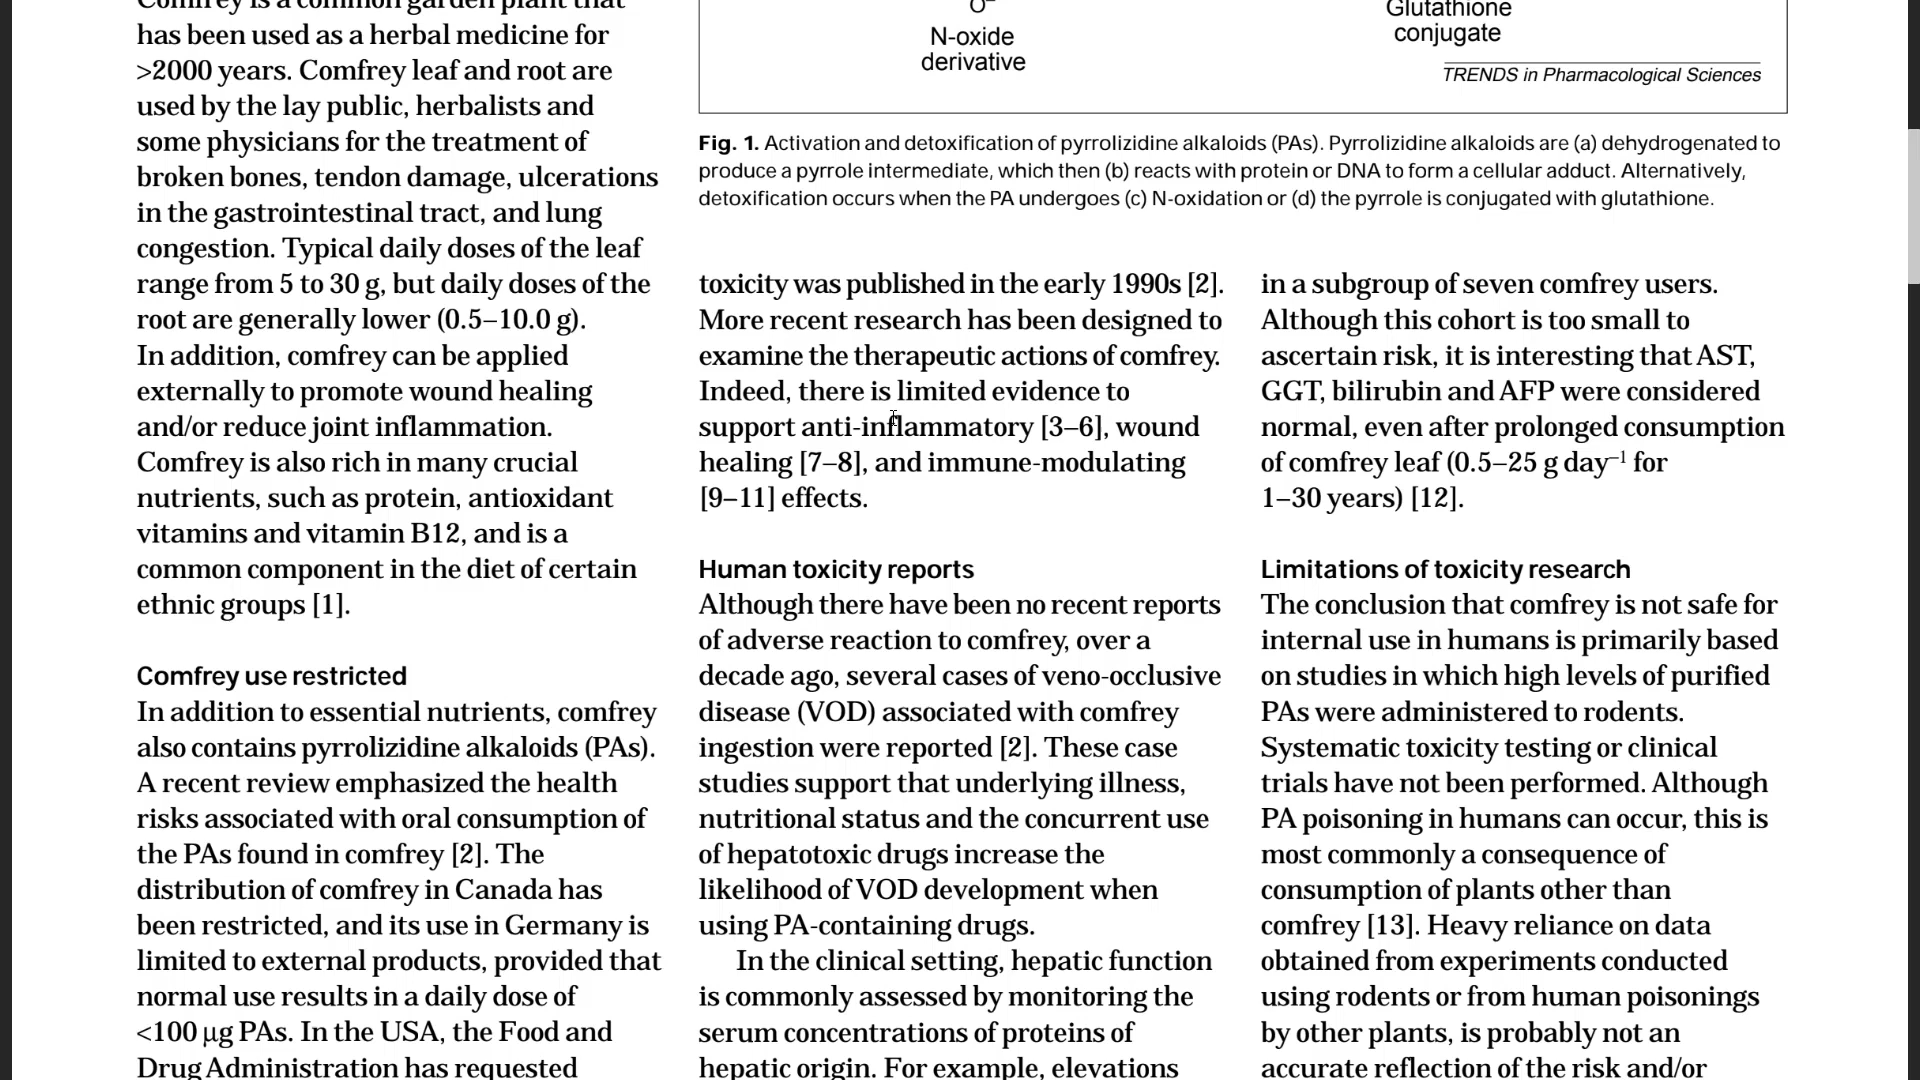 Comfrey is a common garden plant that
has been used as a herbal medicine for
>2000 years. Comfrey leaf and root are
used by the lay public, herbalists and
some physicians for the treatment of
broken bones, tendon damage, ulcerations
in the gastrointestinal tract, and lung
congestion. Typical daily doses of the leaf
range from 5 to 30 g, but daily doses of the
root are generally lower (0.5–10.0 g).
In addition, comfrey can be applied
externally to promote wound healing
and/or reduce joint inflammation.
Comfrey is also rich in many crucial
nutrients, such as protein, antioxidant
vitamins and vitamin B12, and is a
common component in the diet of certain
ethnic groups [1].
Comfrey use restricted
In addition to essential nutrients, comfrey
also contains pyrrolizidine alkaloids (PAs).
A recent review emphasized the health
risks associated with oral consumption of
the PAs found in comfrey [2]. The
distribution of comfrey in Canada has
been restricted, and its use in Germany is
limited to external products, provided that
normal use results in a daily dose of
<100 μg PAs. In the USA, the Food and
Drug Administration has requested
O–
N-oxide
derivative
Glutathione
conjugate
TRENDS in Pharmacological Sciences
Fig. 1. Activation and detoxification of pyrrolizidine alkaloids (PAs). Pyrrolizidine alkaloids are (a) dehydrogenated to
produce a pyrrole intermediate, which then (b) reacts with protein or DNA to form a cellular adduct. Alternatively,
detoxification occurs when the PA undergoes (c) N-oxidation or (d) the pyrrole is conjugated with glutathione.
toxicity was published in the early 1990s [2].
More recent research has been designed to
examine the therapeutic actions of comfrey.
Indeed, there is limited evidence to
support anti-inflammatory [3–6], wound
healing [7–8], and immune-modulating
[9–11] effects.
Human toxicity reports
Although there have been no recent reports
of adverse reaction to comfrey, over a
decade ago, several cases of veno-occlusive
disease (VOD) associated with comfrey
ingestion were reported [2]. These case
studies support that underlying illness,
nutritional status and the concurrent use
of hepatotoxic drugs increase the
likelihood of VOD development when
using PA-containing drugs.
In the clinical setting, hepatic function
is commonly assessed by monitoring the
serum concentrations of proteins of
hepatic origin. For example, elevations
in a subgroup of seven comfrey users.
Although this cohort is too small to
ascertain risk, it is interesting that AST,
GGT, bilirubin and AFP were considered
normal, even after prolonged consumption
of comfrey leaf (0.5–25 g day–1 for
1–30 years) [12].
Limitations of toxicity research
The conclusion that comfrey is not safe for
internal use in humans is primarily based
on studies in which high levels of purified
PAs were administered to rodents.
Systematic toxicity testing or clinical
trials have not been performed. Although
PA poisoning in humans can occur, this is
most commonly a consequence of
consumption of plants other than
comfrey [13]. Heavy reliance on data
obtained from experiments conducted
using rodents or from human poisonings
by other plants, is probably not an
accurate reflection of the risk and/or